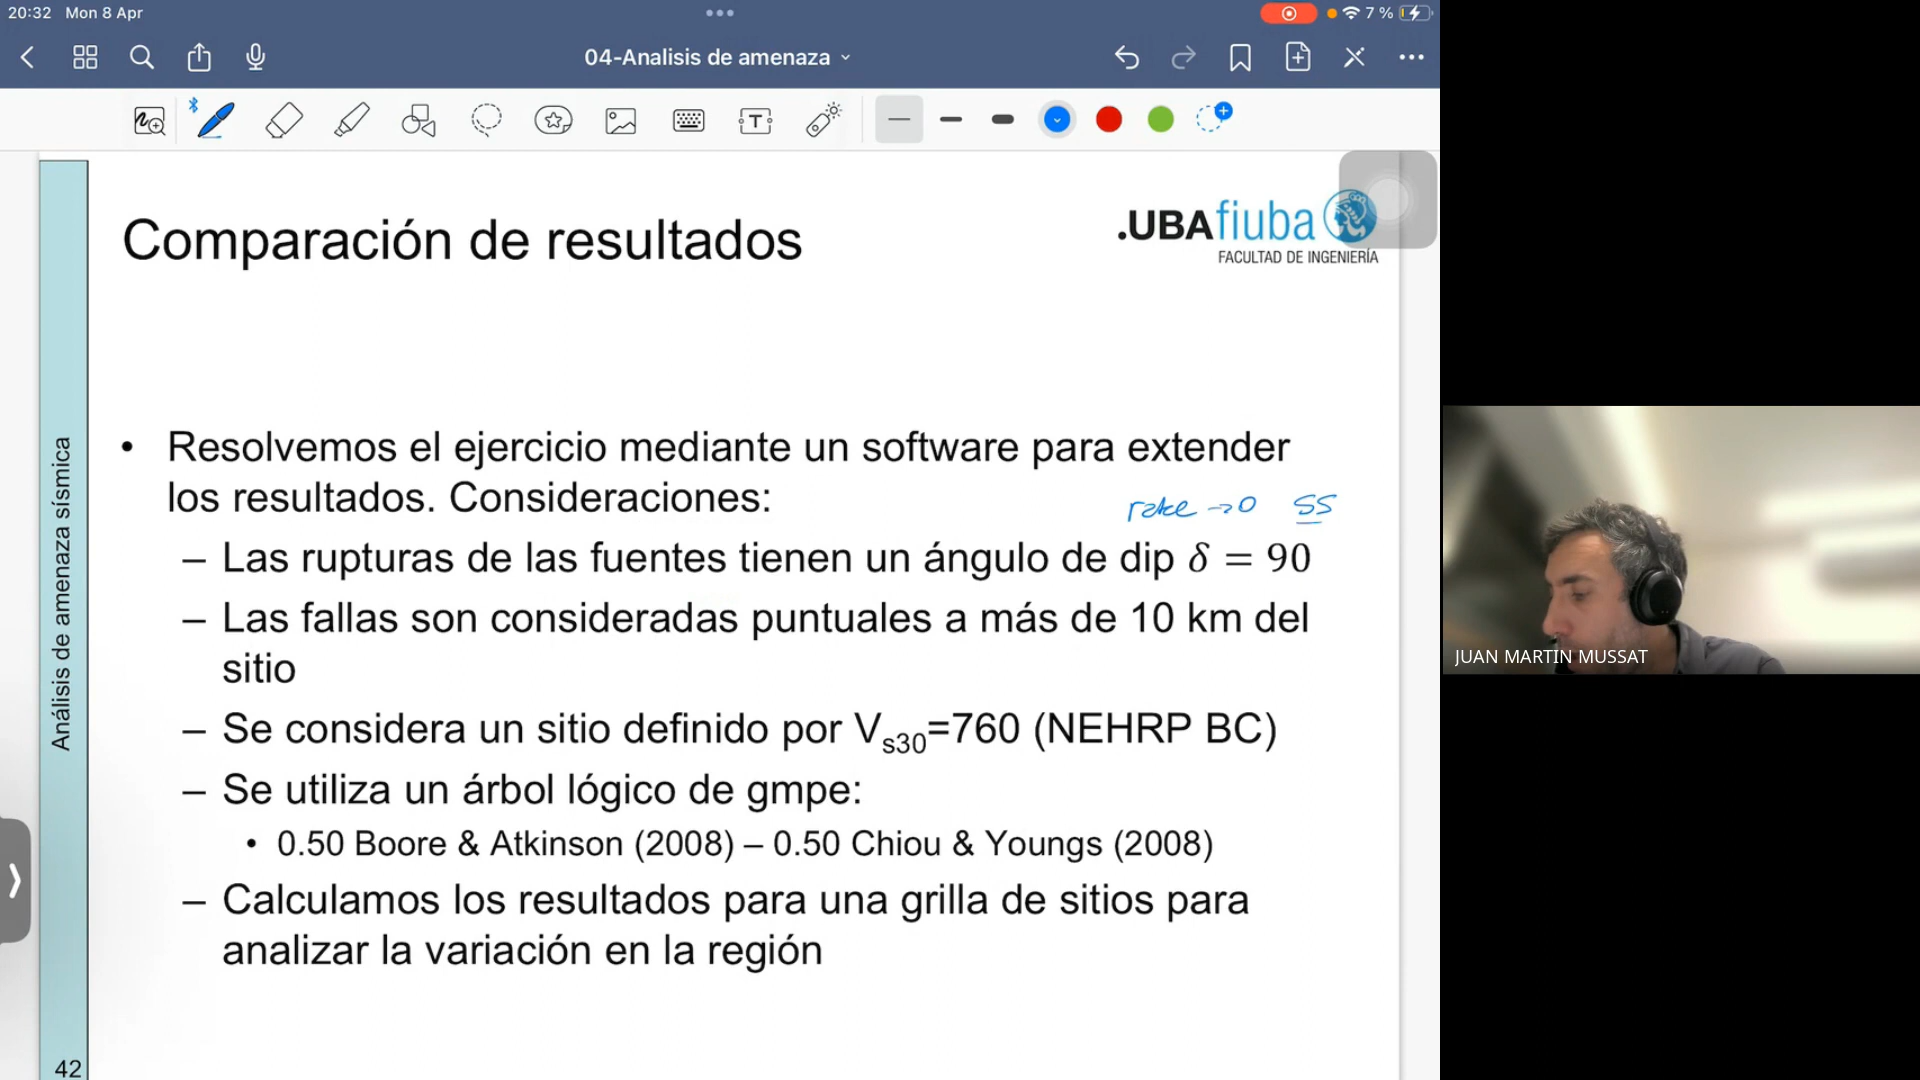 20:32 Mon 8 Apr
7 %
04-Analisis de amenaza
T
Comparación de resultados
.UBAfiuba
FACULTAD DE INGENIERÍA
• Resolvemos el ejercicio mediante un software para extender
los resultados. Consideraciones:
rake → 0 SS
– Las rupturas de las fuentes tienen un ángulo de dip δ = 90
– Las fallas son consideradas puntuales a más de 10 km del
sitio
– Se considera un sitio definido por Vs30=760 (NEHRP BC)
– Se utiliza un árbol lógico de gmpe:
• 0.50 Boore & Atkinson (2008) – 0.50 Chiou & Youngs (2008)
– Calculamos los resultados para una grilla de sitios para
analizar la variación en la región
Análisis de amenaza sísmica
42
JUAN MARTIN MUSSAT